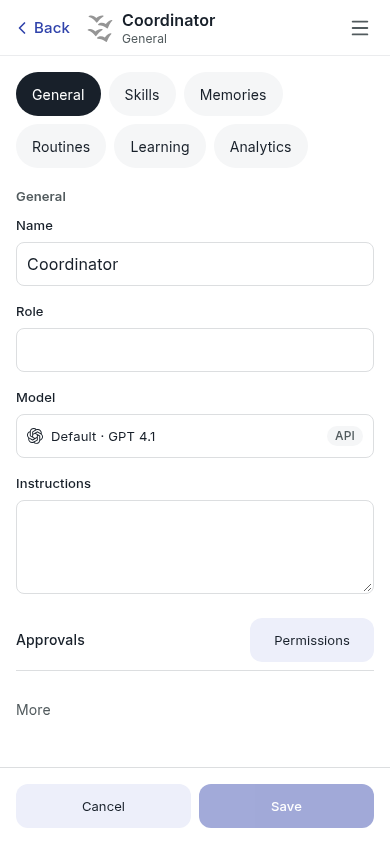 Back
Coordinator
General
General
Skills
Memories
Routines
Learning
Analytics
General
Name
Coordinator
Role
Model
Default · GPT 4.1
API
Instructions
Approvals
Permissions
More
Cancel
Save